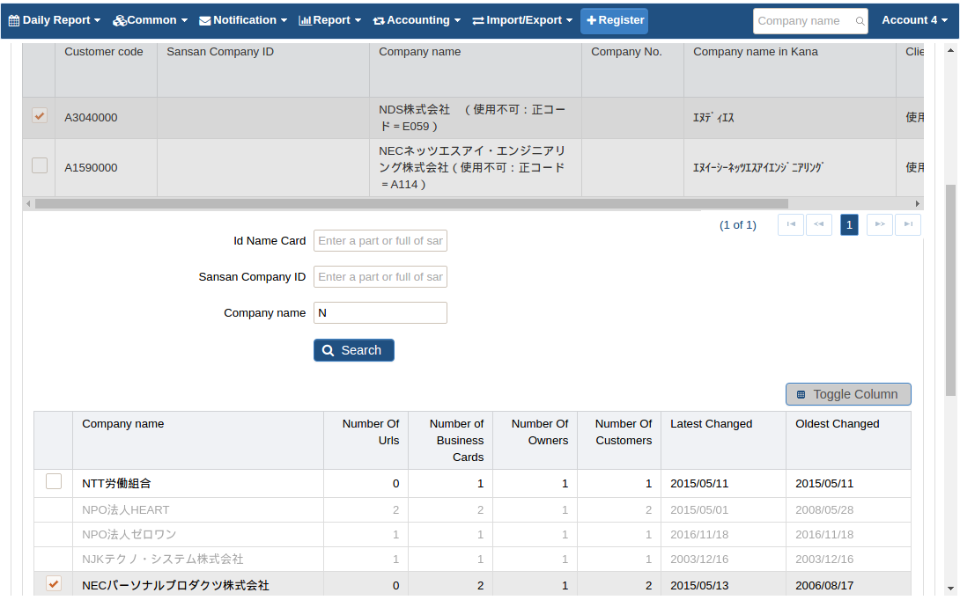 Daily Report Common Notification Report Accounting Import/Export Register Company name Account 4
Customer code Sansan Company ID Company name Company No. Company name in Kana Clie
A3040000 NDS株式会社 （使用不可：正コー
ド＝E059） ｴﾇﾃﾞｨｴｽ 使用
A1590000 NECネッツエスアイ・エンジニアリ
ング株式会社（使用不可：正コード
＝A114） ｴﾇｲｰｼｰﾈｯﾂｴｽｱｲｴﾝｼﾞﾆｱﾘﾝｸﾞ 使用
(1 of 1) 1
Id Name Card Enter a part or full of sar
Sansan Company ID Enter a part or full of sar
Company name N
Search
Toggle Column
Company name Number Of Urls Number of Business Cards Number Of Owners Number Of Customers Latest Changed Oldest Changed
NTT労働組合 0 1 1 1 2015/05/11 2015/05/11
NPO法人HEART 2 2 1 2 2015/05/01 2008/05/28
NPO法人ゼロワン 1 1 1 1 2016/11/18 2016/11/18
NJKテクノ・システム株式会社 1 1 1 1 2003/12/16 2003/12/16
NECパーソナルプロダクツ株式会社 0 2 1 2 2015/05/13 2006/08/17